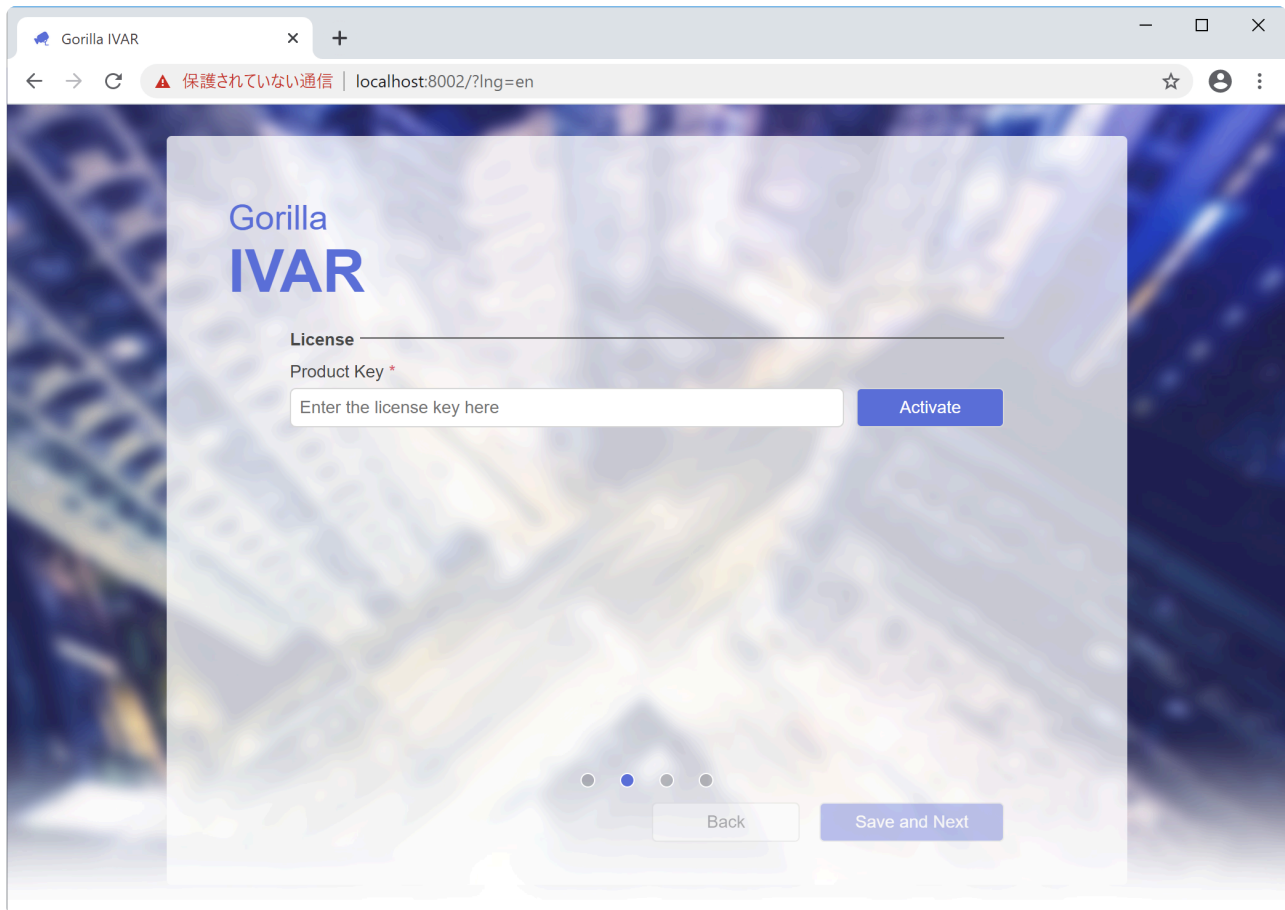 Gorilla IVAR
保護されていない通信 | localhost:8002/?lng=en
Gorilla
IVAR
License
Product Key *
Enter the license key here
Activate
Back
Save and Next